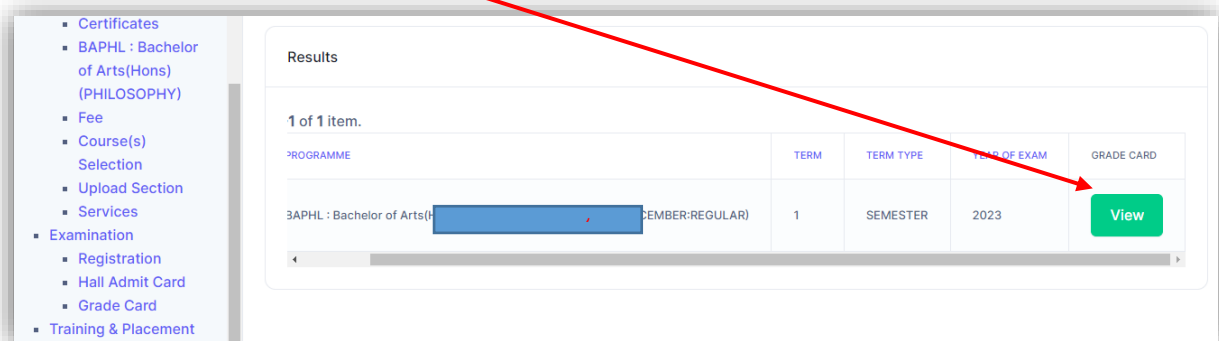 Certificates
BAPHL : Bachelor
of Arts(Hons)
(PHILOSOPHY)
Fee
Course(s)
Selection
Upload Section
Services
Examination
Registration
Hall Admit Card
Grade Card
Training & Placement
Results
1 of 1 item.
PROGRAMME TERM TERM TYPE YEAR OF EXAM GRADE CARD
BAPHL : Bachelor of Arts( CEMBER:REGULAR) 1 SEMESTER 2023 View